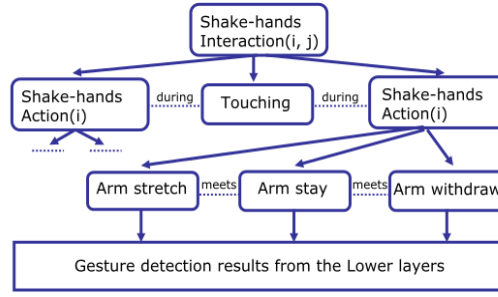 Shake-hands
Interaction(i, j)
Shake-hands
Action(i)
during
Touching
during
Shake-hands
Action(i)
Arm stretch
meets
Arm stay
meets
Arm withdraw
Gesture detection results from the Lower layers